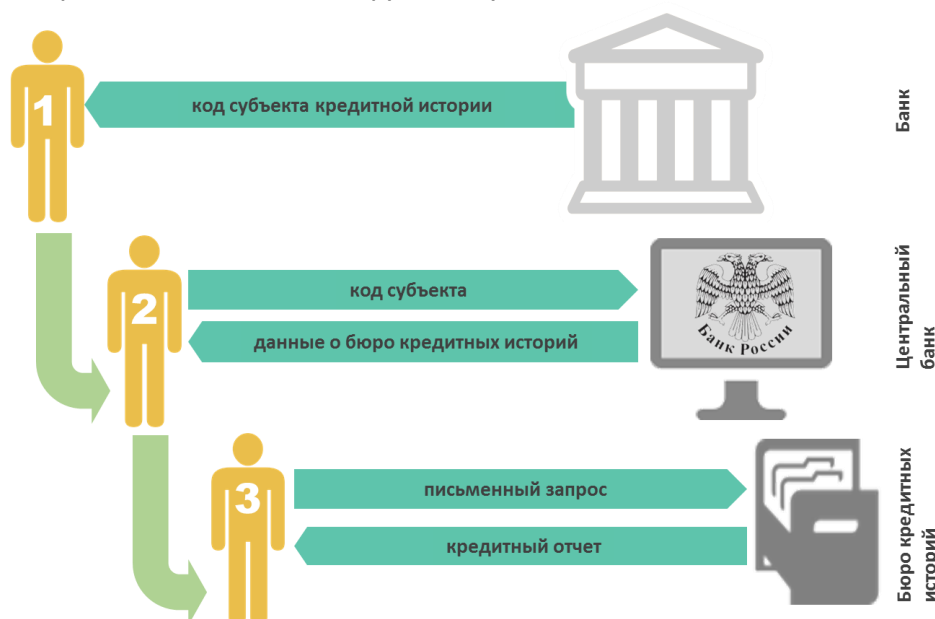 1
код субъекта кредитной истории
Банк
2
код субъекта
данные о бюро кредитных историй
Банк России
Центральный
банк
3
письменный запрос
кредитный отчет
Бюро кредитных
историй